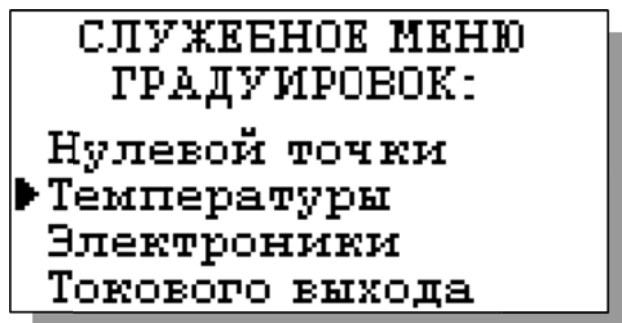 СЛУЖЕБНОЕ МЕНЮ
ГРАДУИРОВОК:
Нулевой точки
Температуры
Электроники
Токового выхода